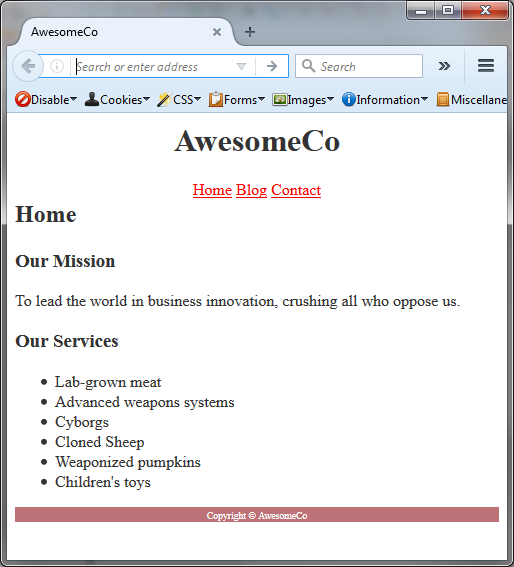 AwesomeCo
Search or enter address
Search
Disable Cookies CSS Forms Images Information Miscellane
AwesomeCo
Home Blog Contact
Home
Our Mission
To lead the world in business innovation, crushing all who oppose us.
Our Services
Lab-grown meat
Advanced weapons systems
Cyborgs
Cloned Sheep
Weaponized pumpkins
Children's toys
Copyright © AwesomeCo